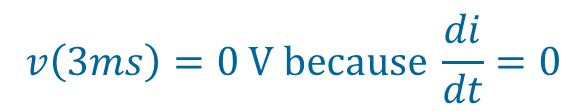 v(3ms) = 0 V because di/dt = 0